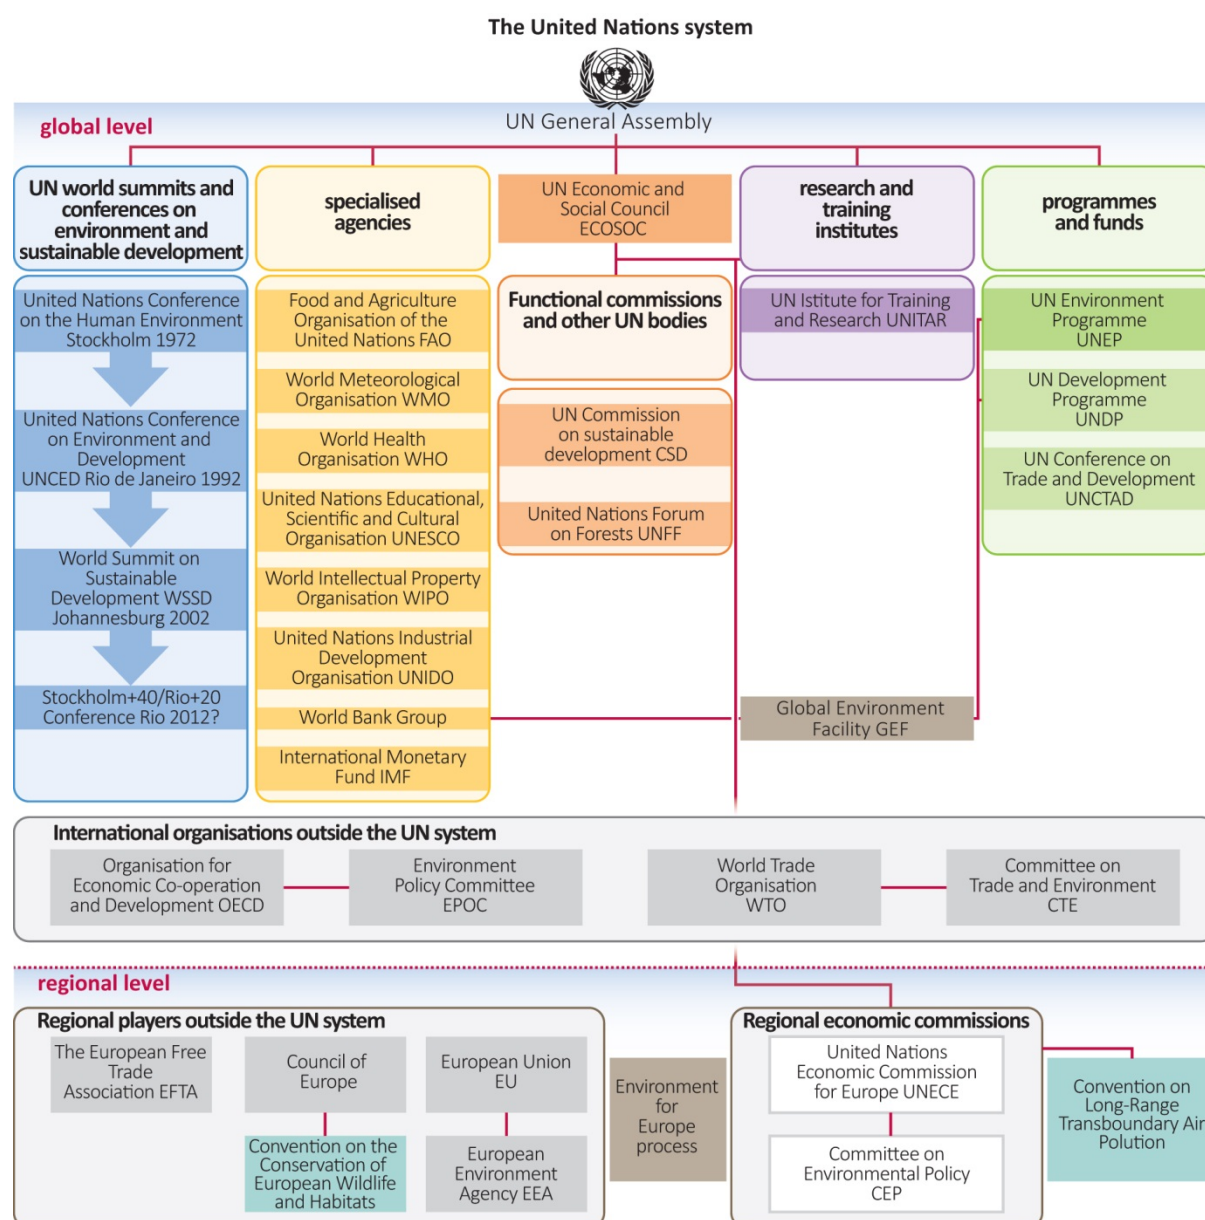 The United Nations system
global level
UN General Assembly
UN world summits and
conferences on
environment and
sustainable development
specialised
agencies
UN Economic and
Social Council
ECOSOC
research and
training
institutes
programmes
and funds
United Nations Conference
on the Human Environment
Stockholm 1972
United Nations Conference
on Environment and
Development
UNCED Rio de Janeiro 1992
World Summit on
Sustainable
Development WSSD
Johannesburg 2002
Stockholm+40/Rio+20
Conference Rio 2012?
Food and Agriculture
Organisation of the
United Nations FAO
World Meteorological
Organisation WMO
World Health
Organisation WHO
United Nations Educational,
Scientific and Cultural
Organisation UNESCO
World Intellectual Property
Organisation WIPO
United Nations Industrial
Development
Organisation UNIDO
World Bank Group
International Monetary
Fund IMF
Functional commissions
and other UN bodies
UN Commission
on sustainable
development CSD
United Nations Forum
on Forests UNFF
UN Istitute for Training
and Research UNITAR
UN Environment
Programme
UNEP
UN Development
Programme
UNDP
UN Conference on
Trade and Development
UNCTAD
Global Environment
Facility GEF
International organisations outside the UN system
Organisation for
Economic Co-operation
and Development OECD
Environment
Policy Committee
EPOC
World Trade
Organisation
WTO
Committee on
Trade and Environment
CTE
regional level
Regional players outside the UN system
The European Free
Trade
Association EFTA
Council of
Europe
European Union
EU
Convention on the
Conservation of
European Wildlife
and Habitats
European
Environment
Agency EEA
Environment
for
Europe
process
Regional economic commissions
United Nations
Economic Commission
for Europe UNECE
Committee on
Environmental Policy
CEP
Convention on
Long-Range
Transboundary Air
Polution